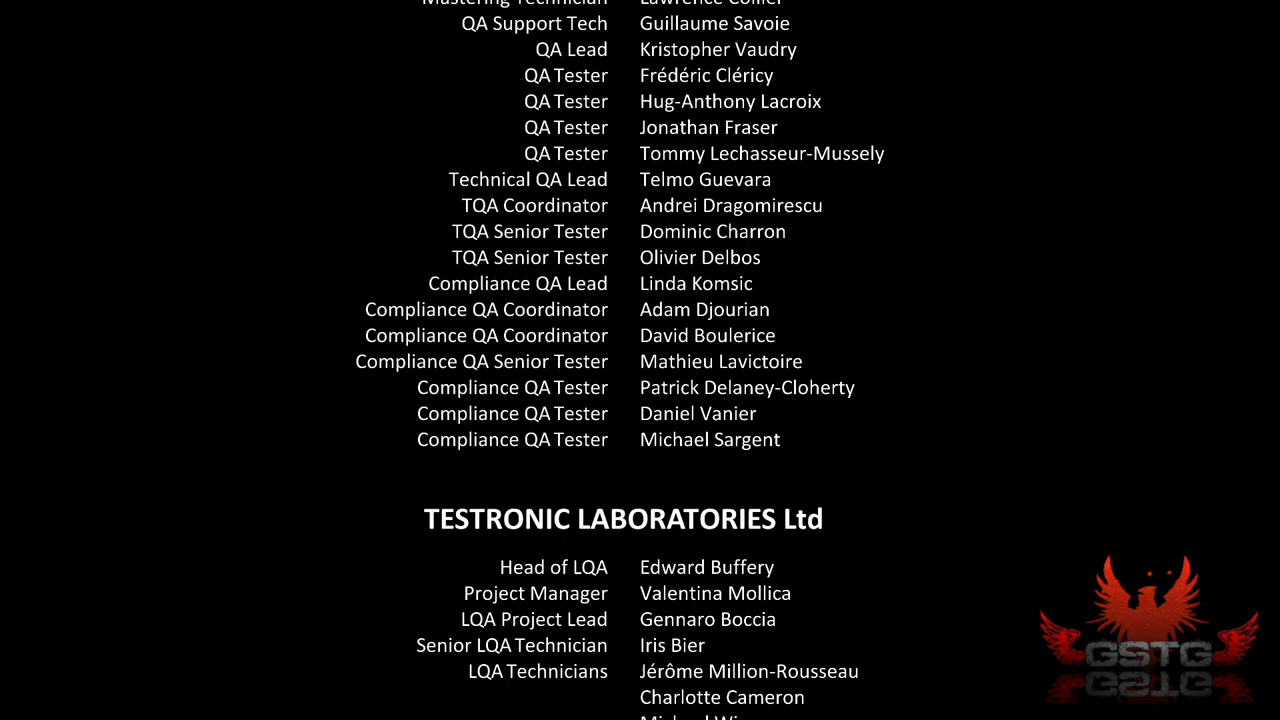 QA Support Tech Guillaume Savoie
QA Lead Kristopher Vaudry
QA Tester Frédéric Cléricy
QA Tester Hug-Anthony Lacroix
QA Tester Jonathan Fraser
QA Tester Tommy Lechasseur-Mussely
Technical QA Lead Telmo Guevara
TQA Coordinator Andrei Dragomirescu
TQA Senior Tester Dominic Charron
TQA Senior Tester Olivier Delbos
Compliance QA Lead Linda Komsic
Compliance QA Coordinator Adam Djourian
Compliance QA Coordinator David Boulerice
Compliance QA Senior Tester Mathieu Lavictoire
Compliance QA Tester Patrick Delaney-Cloherty
Compliance QA Tester Daniel Vanier
Compliance QA Tester Michael Sargent
TESTRONIC LABORATORIES Ltd
Head of LQA Edward Buffery
Project Manager Valentina Mollica
LQA Project Lead Gennaro Boccia
Senior LQA Technician Iris Bier
LQA Technicians Jérôme Million-Rousseau
Charlotte Cameron
GSTG